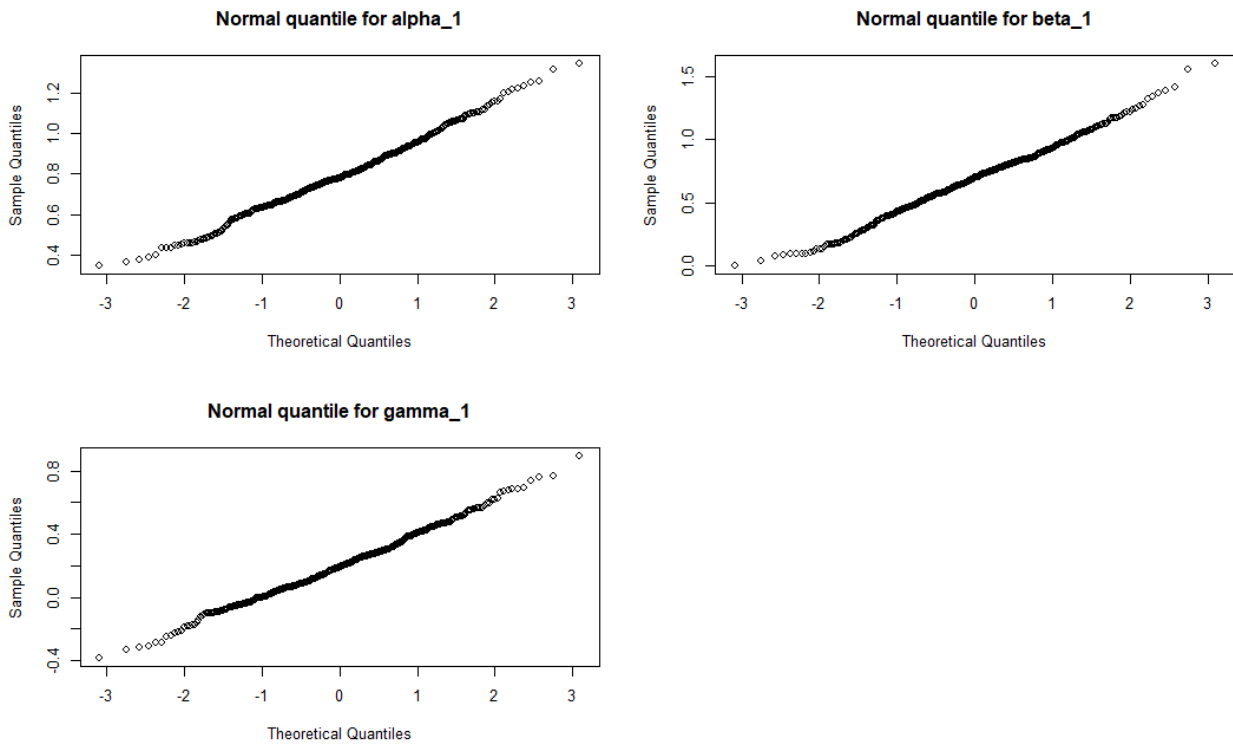 Normal quantile for alpha_1
Sample Quantiles
0.4 0.6 0.8 1.0 1.2
-3 -2 -1 0 1 2 3
Theoretical Quantiles
Normal quantile for beta_1
Sample Quantiles
0.0 0.5 1.0 1.5
-3 -2 -1 0 1 2 3
Theoretical Quantiles
Normal quantile for gamma_1
Sample Quantiles
-0.4 0.0 0.4 0.8
-3 -2 -1 0 1 2 3
Theoretical Quantiles